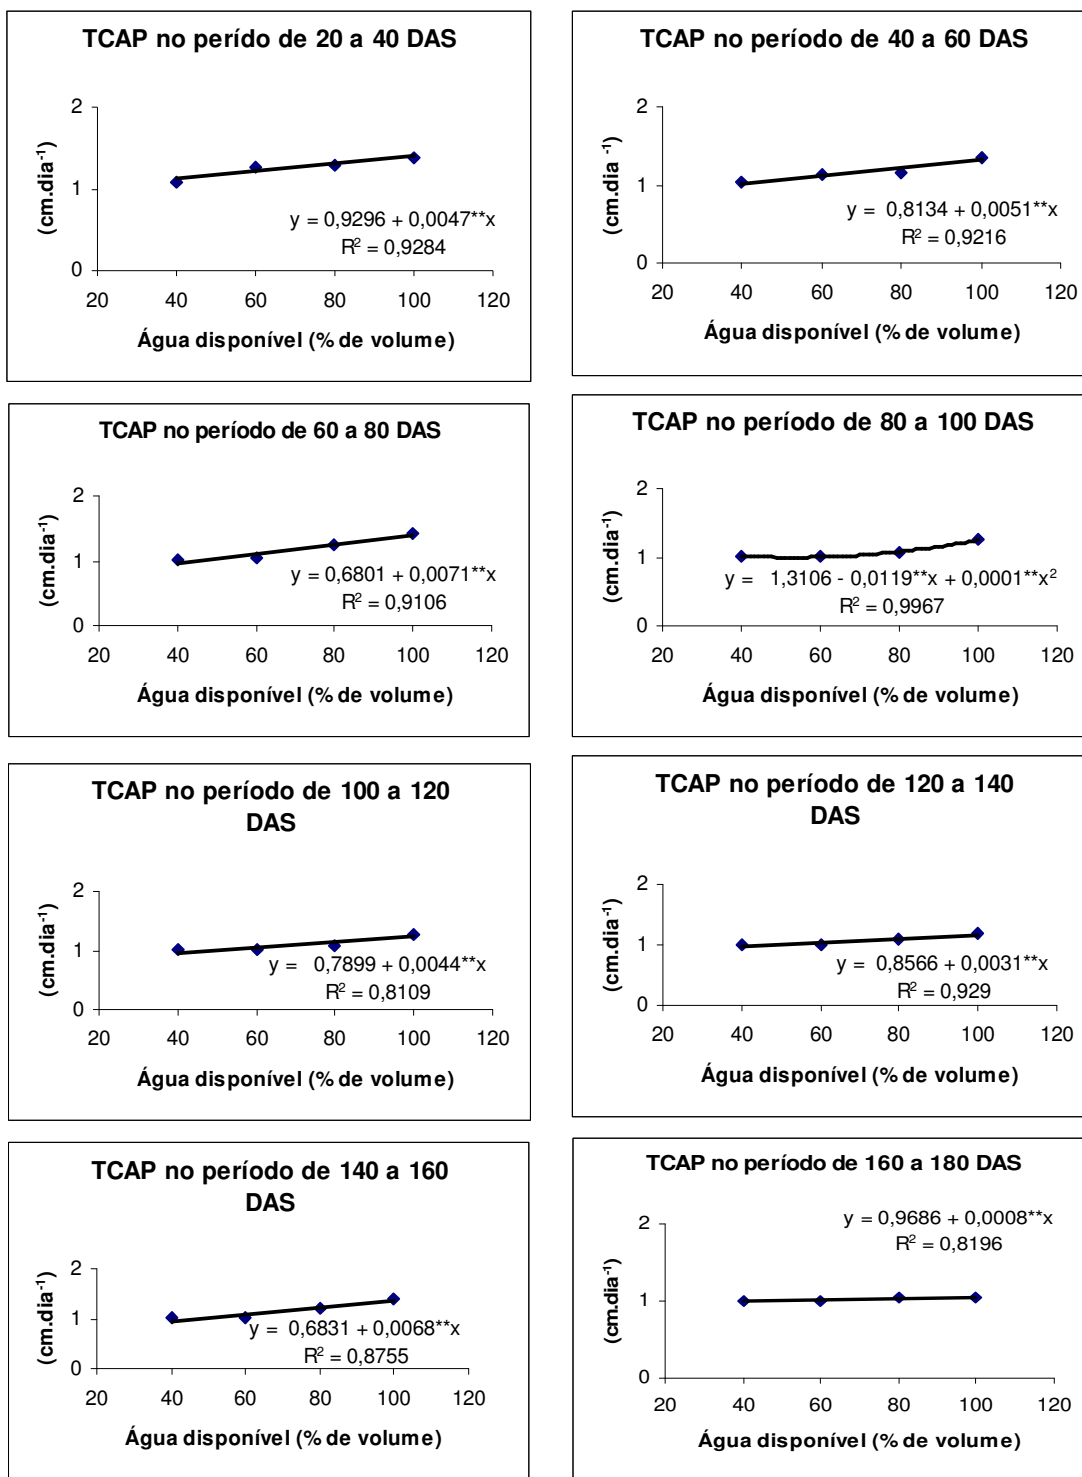 TCAP no perído de 20 a 40 DAS
(cm.dia-1)
2
1
0
y = 0,9296 + 0,0047**x
R2 = 0,9284
20 40 60 80 100 120
Água disponível (% de volume)
TCAP no período de 40 a 60 DAS
(cm.dia -1)
2
1
0
y = 0,8134 + 0,0051**x
R2 = 0,9216
20 40 60 80 100 120
Água disponível (% de volume)
TCAP no período de 60 a 80 DAS
(cm.dia-1)
2
1
0
y = 0,6801 + 0,0071**x
R2 = 0,9106
20 40 60 80 100 120
Água disponível (% de volume)
TCAP no período de 80 a 100 DAS
(cm.dia-1)
2
1
0
y = 1,3106 - 0,0119**x + 0,0001**x2
R2 = 0,9967
20 40 60 80 100 120
Água disponível (% de volume)
TCAP no período de 100 a 120
DAS
(cm.dia-1)
2
1
0
y = 0,7899 + 0,0044**x
R2 = 0,8109
20 40 60 80 100 120
Água disponível (% de volume)
TCAP no período de 120 a 140
DAS
(cm.dia-1)
2
1
0
y = 0,8566 + 0,0031**x
R2 = 0,929
20 40 60 80 100 120
Água disponível (% de volume)
TCAP no período de 140 a 160
DAS
(cm.dia-1)
2
1
0
y = 0,6831 + 0,0068**x
R2 = 0,8755
20 40 60 80 100 120
Água disponível (% de volume)
TCAP no período de 160 a 180 DAS
(cm.dia-1)
y = 0,9686 + 0,0008**x
R2 = 0,8196
2
1
0
20 40 60 80 100 120
Água disponível (% de volume)